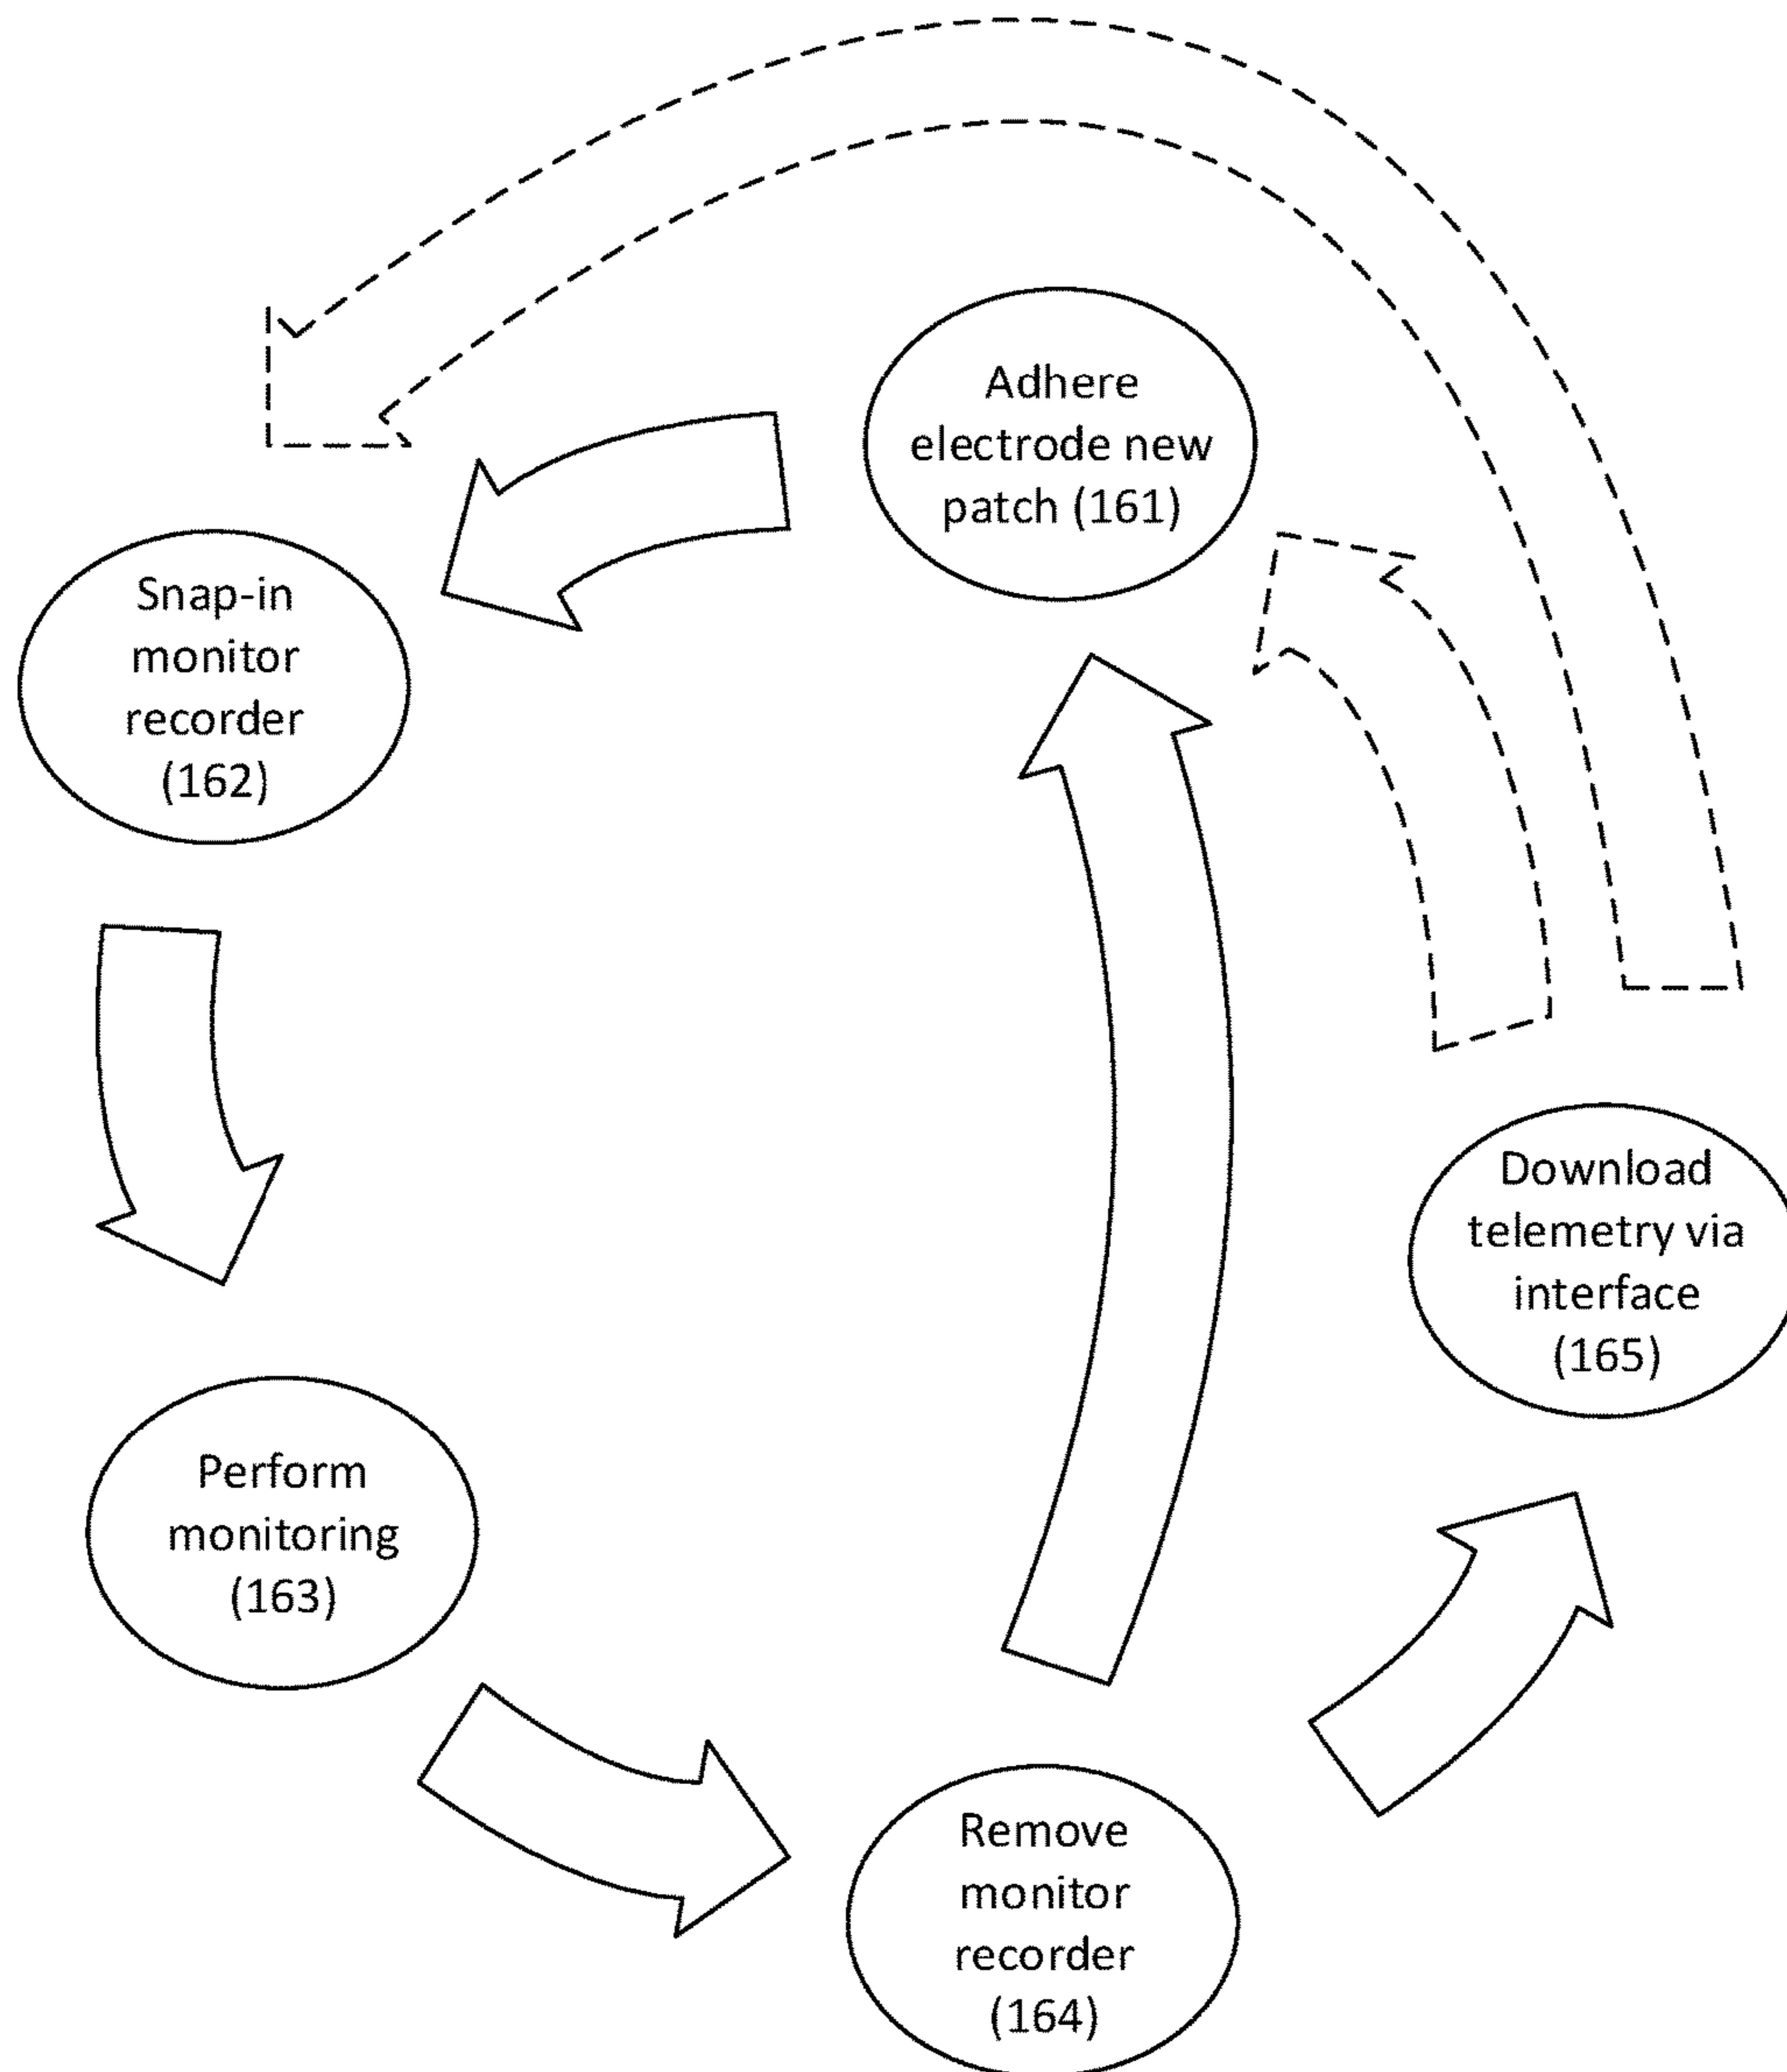 Adhere
electrode new
patch (161)
Snap-in
monitor
recorder
(162)
Download
telemetry via
interface
(165)
Perform
monitoring
(163)
Remove
monitor
recorder
(164)